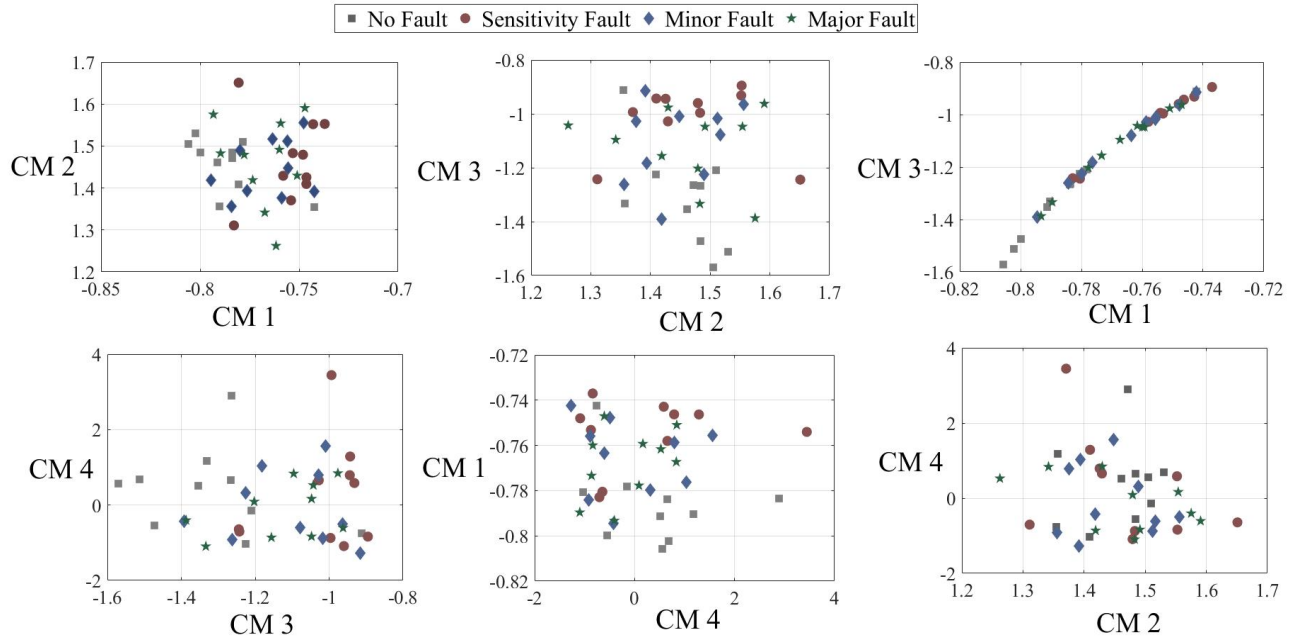 No Fault Sensitivity Fault Minor Fault Major Fault
1.7
1.6
1.5
1.4
1.3
1.2
CM 2
-0.85 -0.8 -0.75 -0.7
CM 1
-0.8
-1
-1.2
-1.4
-1.6
CM 3
1.2 1.3 1.4 1.5 1.6 1.7
CM 2
-0.8
-1
-1.2
-1.4
-1.6
CM 3
-0.82 -0.8 -0.78 -0.76 -0.74 -0.72
CM 1
4
2
0
-2
CM 4
-1.6 -1.4 -1.2 -1 -0.8
CM 3
-0.72
-0.74
-0.76
-0.78
-0.8
-0.82
CM 1
-2 0 2 4
CM 4
4
2
0
-2
CM 4
1.2 1.3 1.4 1.5 1.6 1.7
CM 2